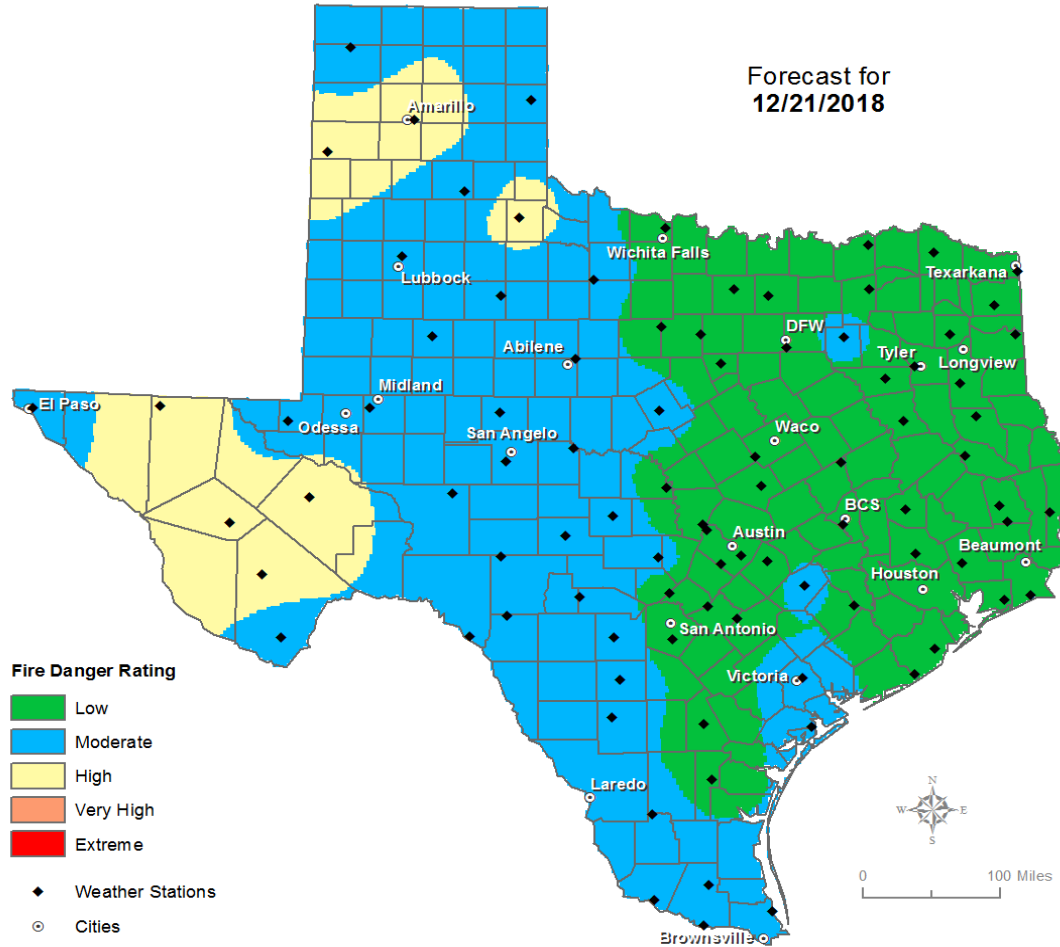 Forecast for
12/21/2018
Amarillo
Wichita Falls
Texarkana
Lubbock
DFW
Abilene
Tyler
Longview
Midland
El Paso
Odessa
Waco
San Angelo
BCS
Austin
Beaumont
Houston
San Antonio
Victoria
Laredo
Brownsville
Fire Danger Rating
Low
Moderate
High
Very High
Extreme
Weather Stations
Cities
N
W E
S
0 100 Miles